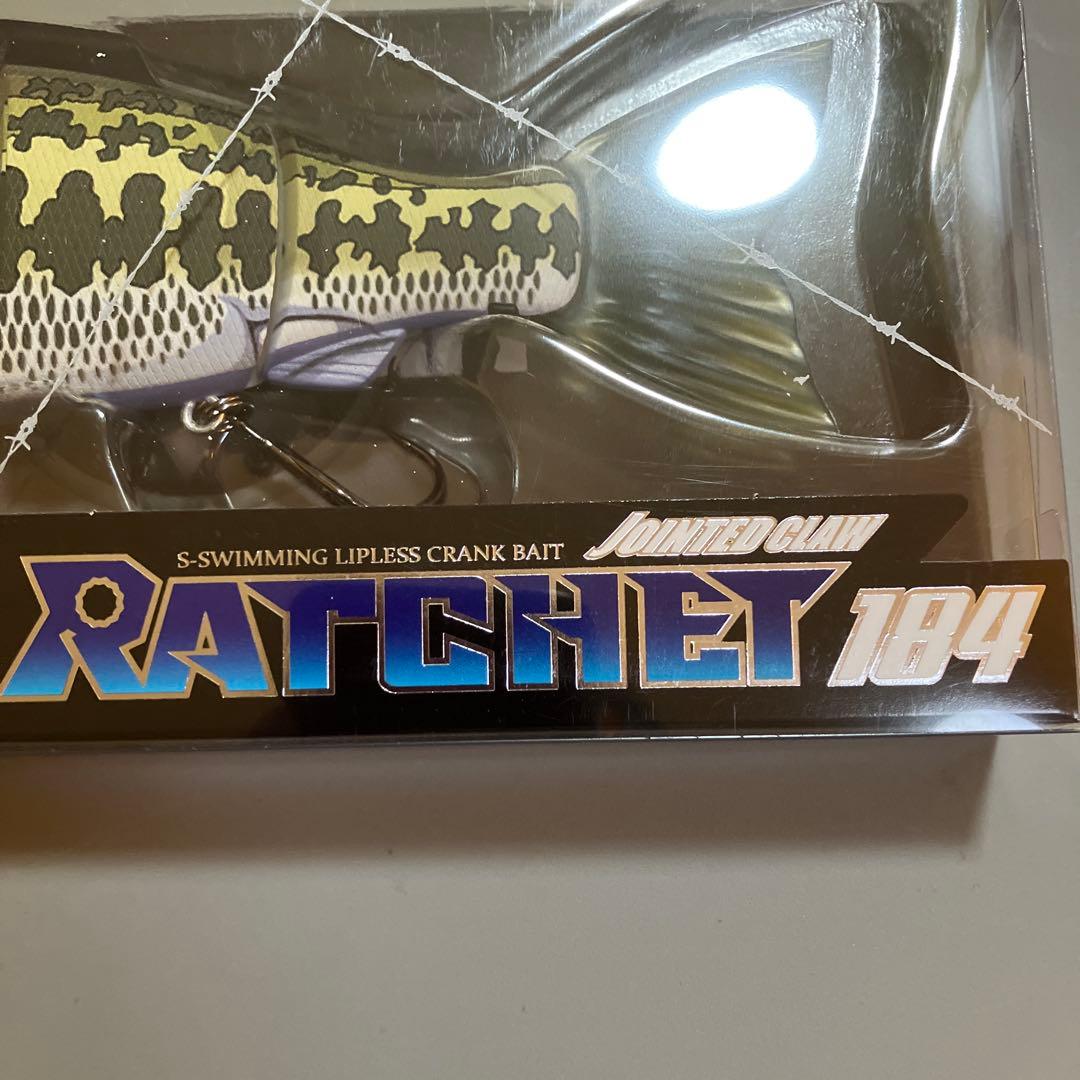 S-SWIMMING LIPLESS CRANK BAIT JOINTED CLAW
RATCHET 184